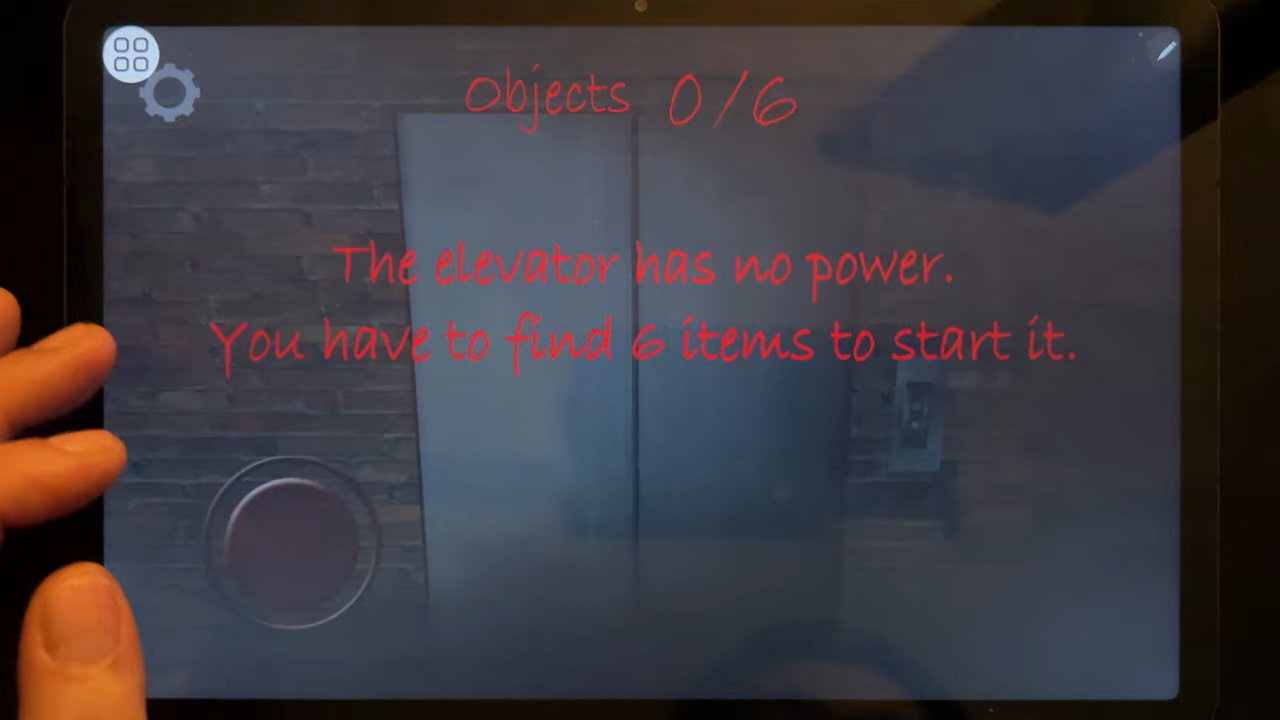 Objects 0/6
The elevator has no power.
You have to find 6 items to start it.